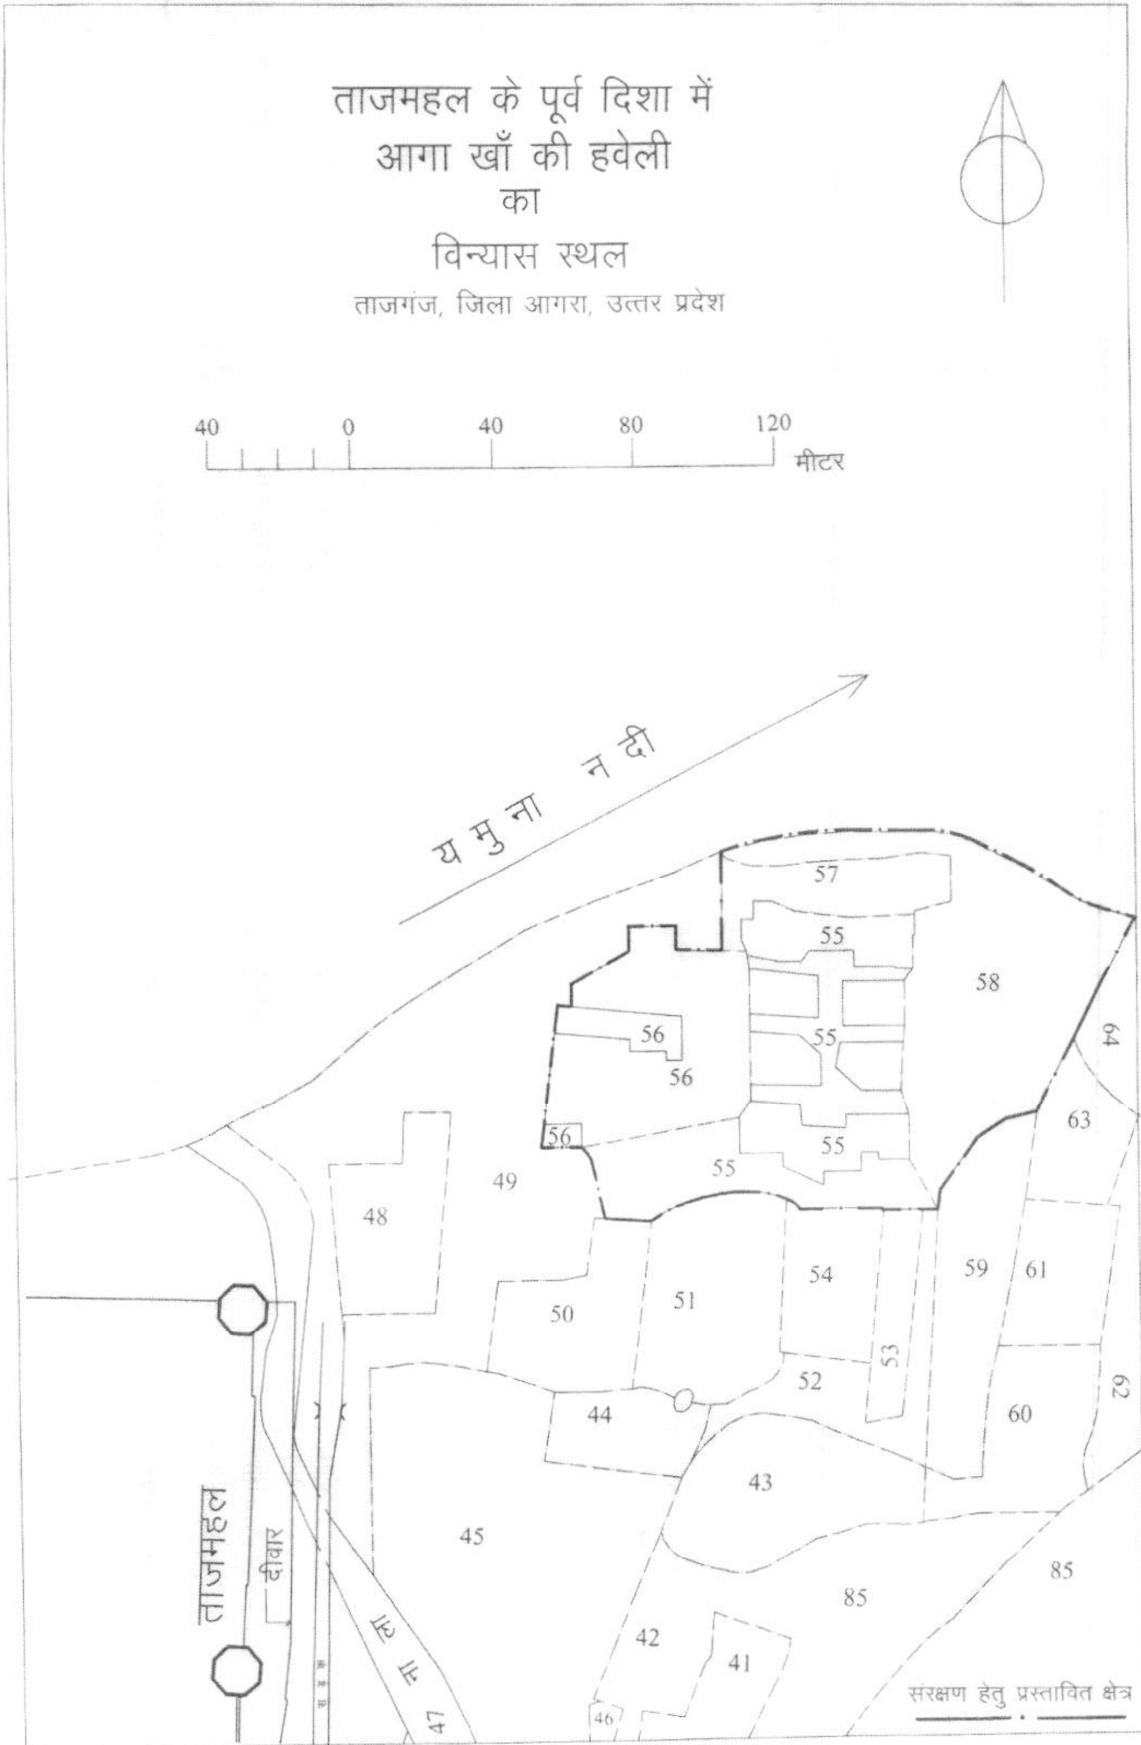 ताजमहल के पूर्व दिशा में
आगा खाँ की हवेली
का
विन्यास स्थल
ताजगंज, जिला आगरा, उत्तर प्रदेश
40 0 40 80 120
मीटर
यमुना नदी
57
55
58
56
55
64
56
63
56
55
55
49
48
59
61
54
51
50
53
52
62
44
60
43
45
ताजमहल
दीवार
85
85
नाला
42
41
47
46
संरक्षण हेतु प्रस्तावित क्षेत्र